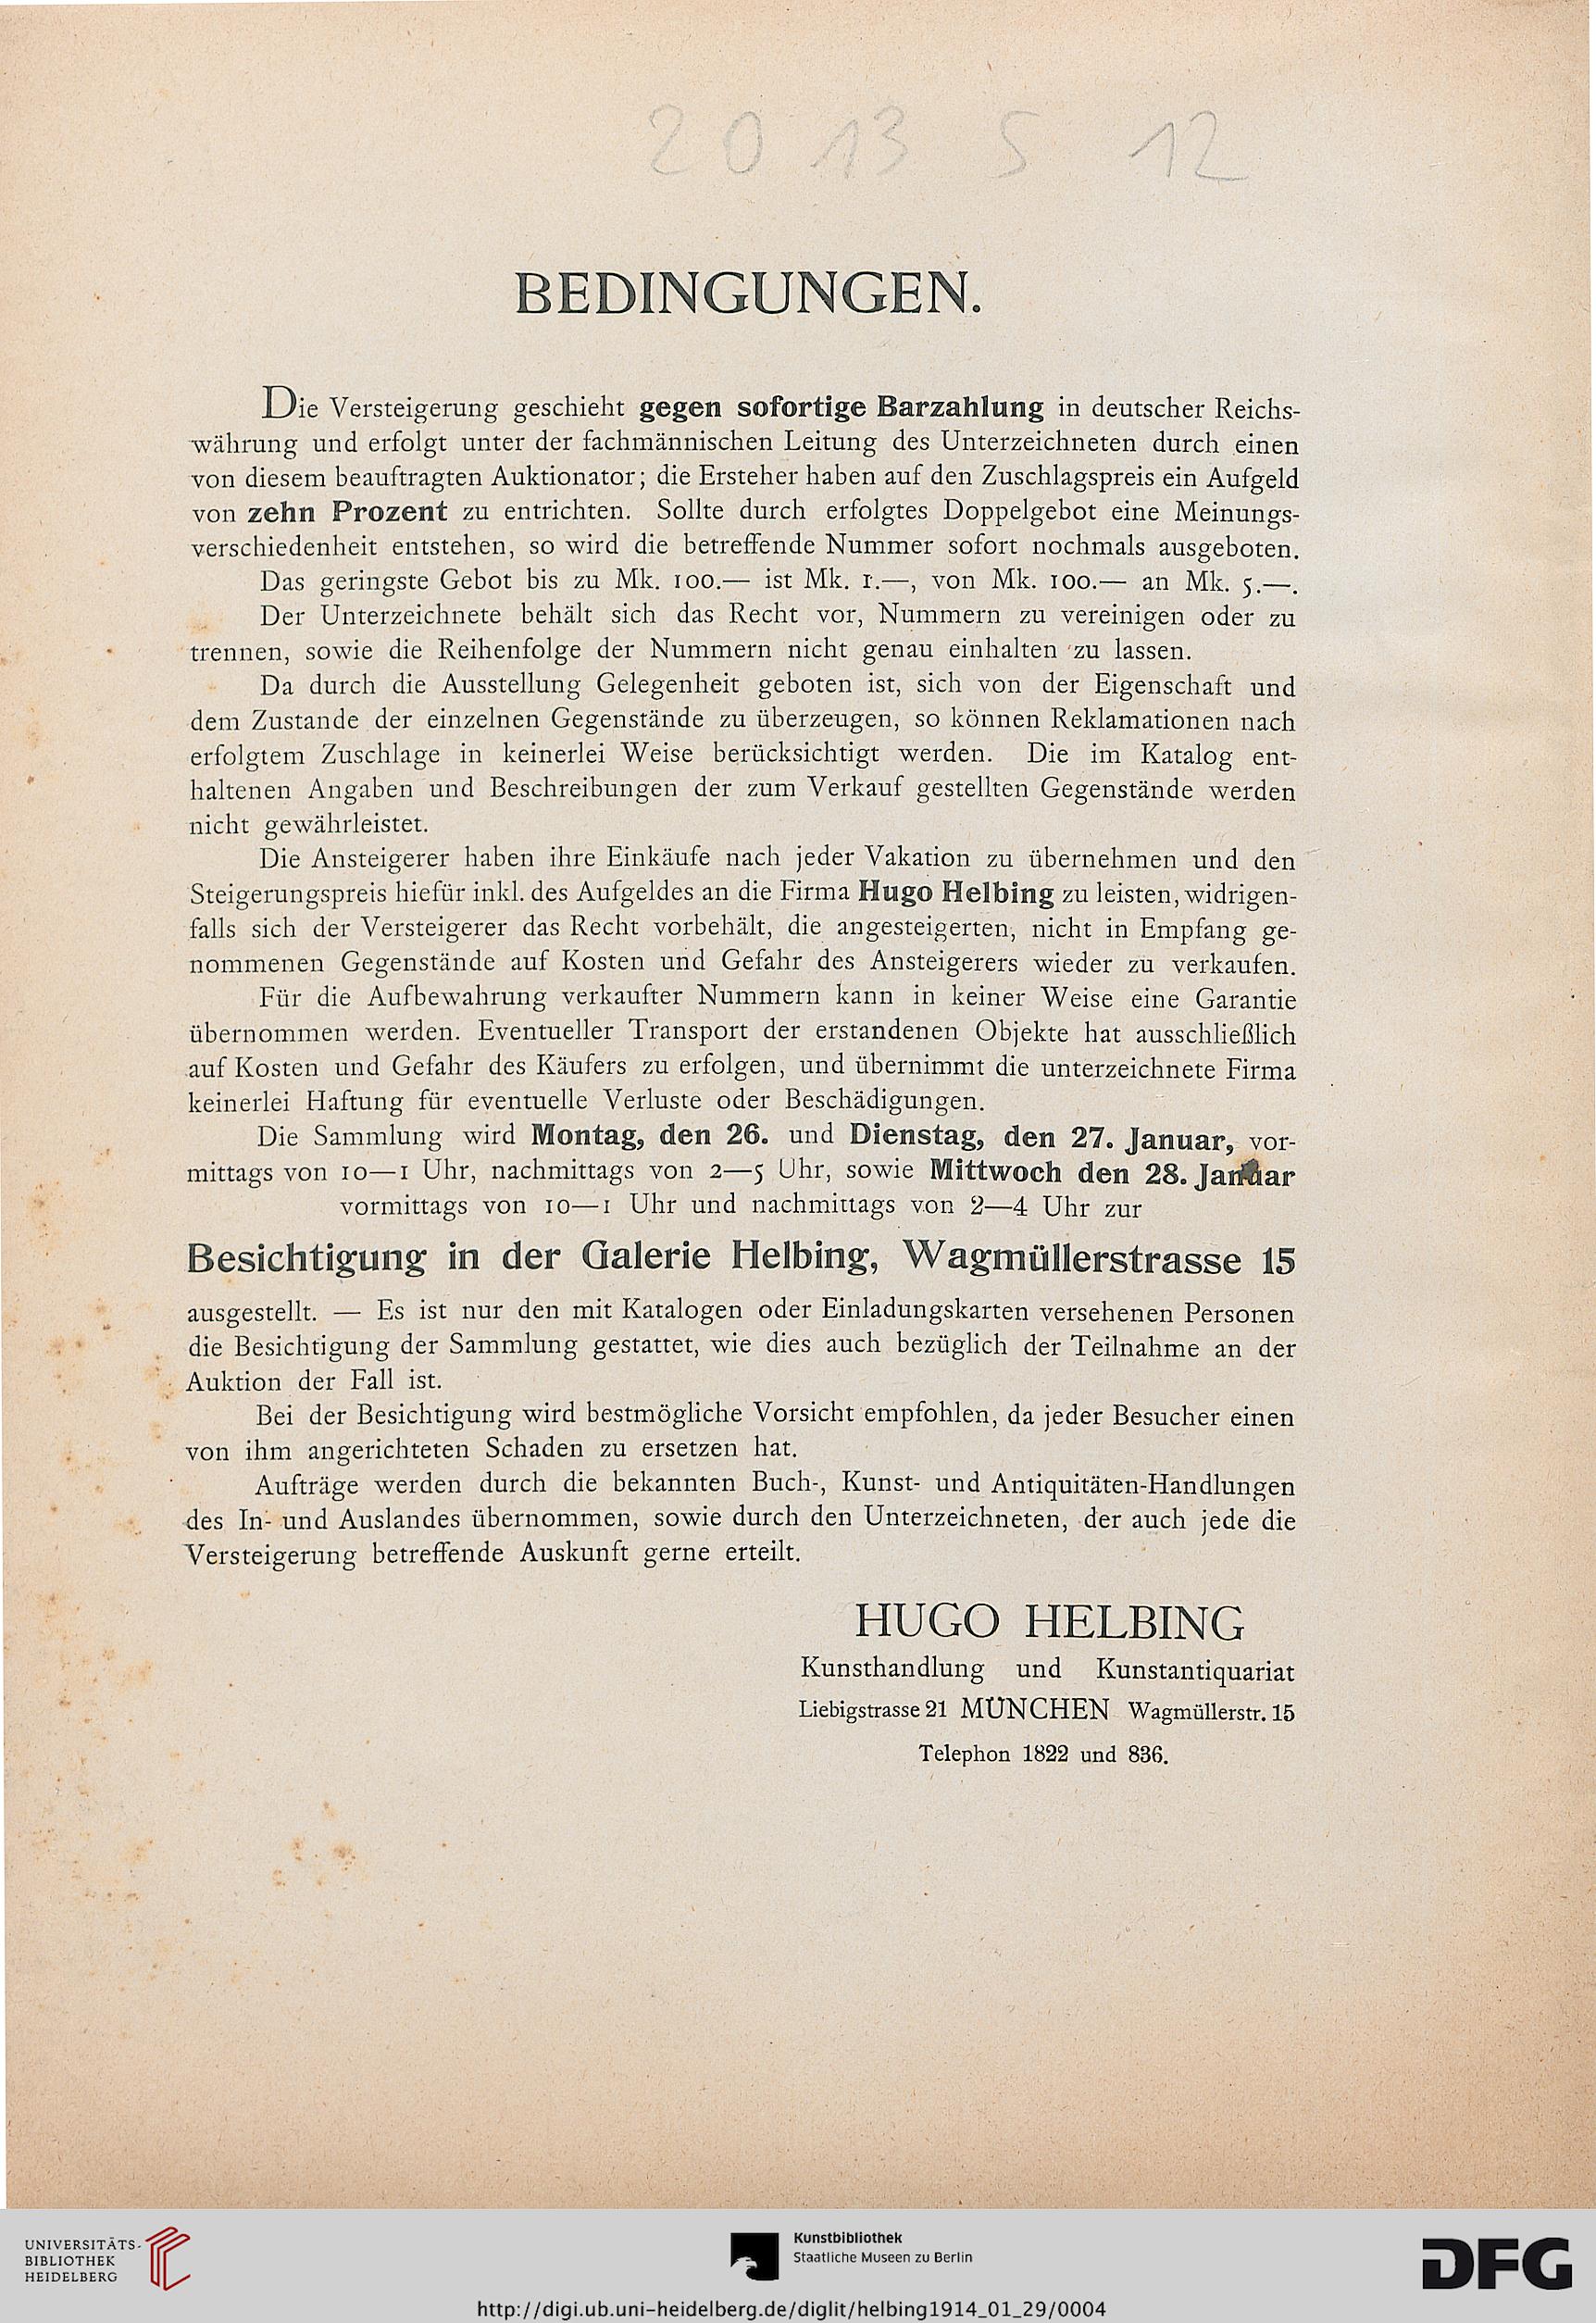 20 13 5 12
BEDINGUNGEN.
Die Versteigerung geschieht gegen sofortige Barzahlung in deutscher Reichs-
währung und erfolgt unter der fachmännischen Leitung des Unterzeichneten durch einen
von diesem beauftragten Auktionator; die Ersteher haben auf den Zuschlagspreis ein Aufgeld
von zehn Prozent zu entrichten. Sollte durch erfolgtes Doppelgebot eine Meinungs-
verschiedenheit entstehen, so wird die betreffende Nummer sofort nochmals ausgeboten.
Das geringste Gebot bis zu Mk. 100.— ist Mk. 1.—, von Mk. 100.— an Mk. 5.—.
Der Unterzeichnete behält sich das Recht vor, Nummern zu vereinigen oder zu
trennen, sowie die Reihenfolge der Nummern nicht genau einhalten zu lassen.
Da durch die Ausstellung Gelegenheit geboten ist, sich von der Eigenschaft und
dem Zustande der einzelnen Gegenstände zu überzeugen, so können Reklamationen nach
erfolgtem Zuschlage in keinerlei Weise berücksichtigt werden. Die im Katalog ent-
haltenen Angaben und Beschreibungen der zum Verkauf gestellten Gegenstände werden
nicht gewährleistet.
Die Ansteigerer haben ihre Einkäufe nach jeder Vakation zu übernehmen und den
Steigerungspreis hiefür inkl. des Aufgeldes an die Firma Hugo Helbing zu leisten, widrigen-
falls sich der Versteigerer das Recht vorbehält, die angesteigerten, nicht in Empfang ge-
nommenen Gegenstände auf Kosten und Gefahr des Ansteigerers wieder zu verkaufen.
Für die Aufbewahrung verkaufter Nummern kann in keiner Weise eine Garantie
übernommen werden. Eventueller Transport der erstandenen Objekte hat ausschließlich
auf Kosten und Gefahr des Käufers zu erfolgen, und übernimmt die unterzeichnete Firma
keinerlei Haftung für eventuelle Verluste oder Beschädigungen.
Die Sammlung wird Montag, den 26. und Dienstag, den 27. Januar, vor-
mittags von 10—1 Uhr, nachmittags von 2—5 Uhr, sowie Mittwoch den 28. Januar
vormittags von 10—1 Uhr und nachmittags von 2—4 Uhr zur
Besichtigung in der Galerie Helbing, Wagmüllerstrasse 15
ausgestellt. — Es ist nur den mit Katalogen oder Einladungskarten versehenen Personen
die Besichtigung der Sammlung gestattet, wie dies auch bezüglich der Teilnahme an der
Auktion der Fall ist.
Bei der Besichtigung wird bestmögliche Vorsicht empfohlen, da jeder Besucher einen
von ihm angerichteten Schaden zu ersetzen hat.
Aufträge werden durch die bekannten Buch-, Kunst- und Antiquitäten-Handlungen
des In- und Auslandes übernommen, sowie durch den Unterzeichneten, der auch jede die
Versteigerung betreffende Auskunft gerne erteilt.
HUGO HELBING
Kunsthandlung und Kunstantiquariat
Liebigstrasse 21 MÜNCHEN Wagmüllerstr. 15
Telephon 1822 und 836.
UNIVERSITÄTS-
BIBLIOTHEK
HEIDELBERG
Kunstbibliothek
Staatliche Museen zu Berlin
DFG
http://digi.ub.uni-heidelberg.de/diglit/helbing1914_01_29/0004